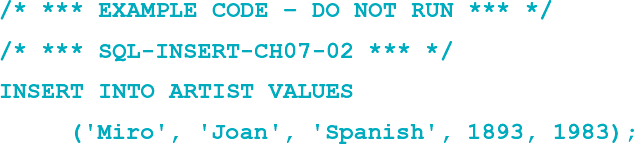 /* *** EXAMPLE CODE – DO NOT RUN *** */
/* *** SQL-INSERT-CH07-02 *** */
INSERT INTO ARTIST VALUES
('Miro', 'Joan', 'Spanish', 1893, 1983);